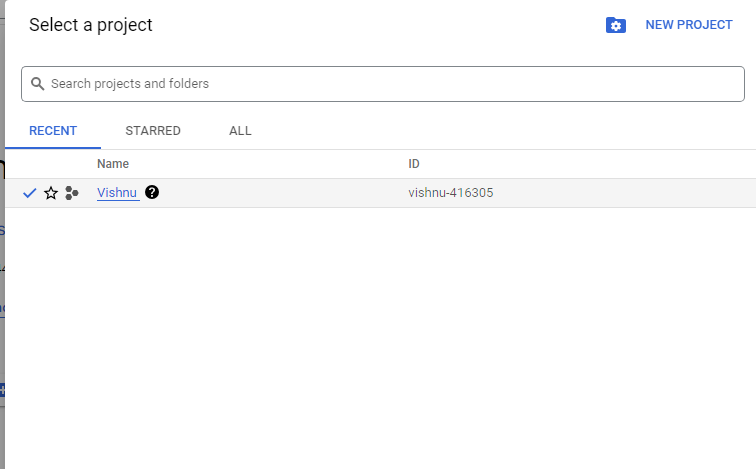 Select a project
NEW PROJECT
Search projects and folders
RECENT STARRED ALL
Name ID
Vishnu vishnu-416305